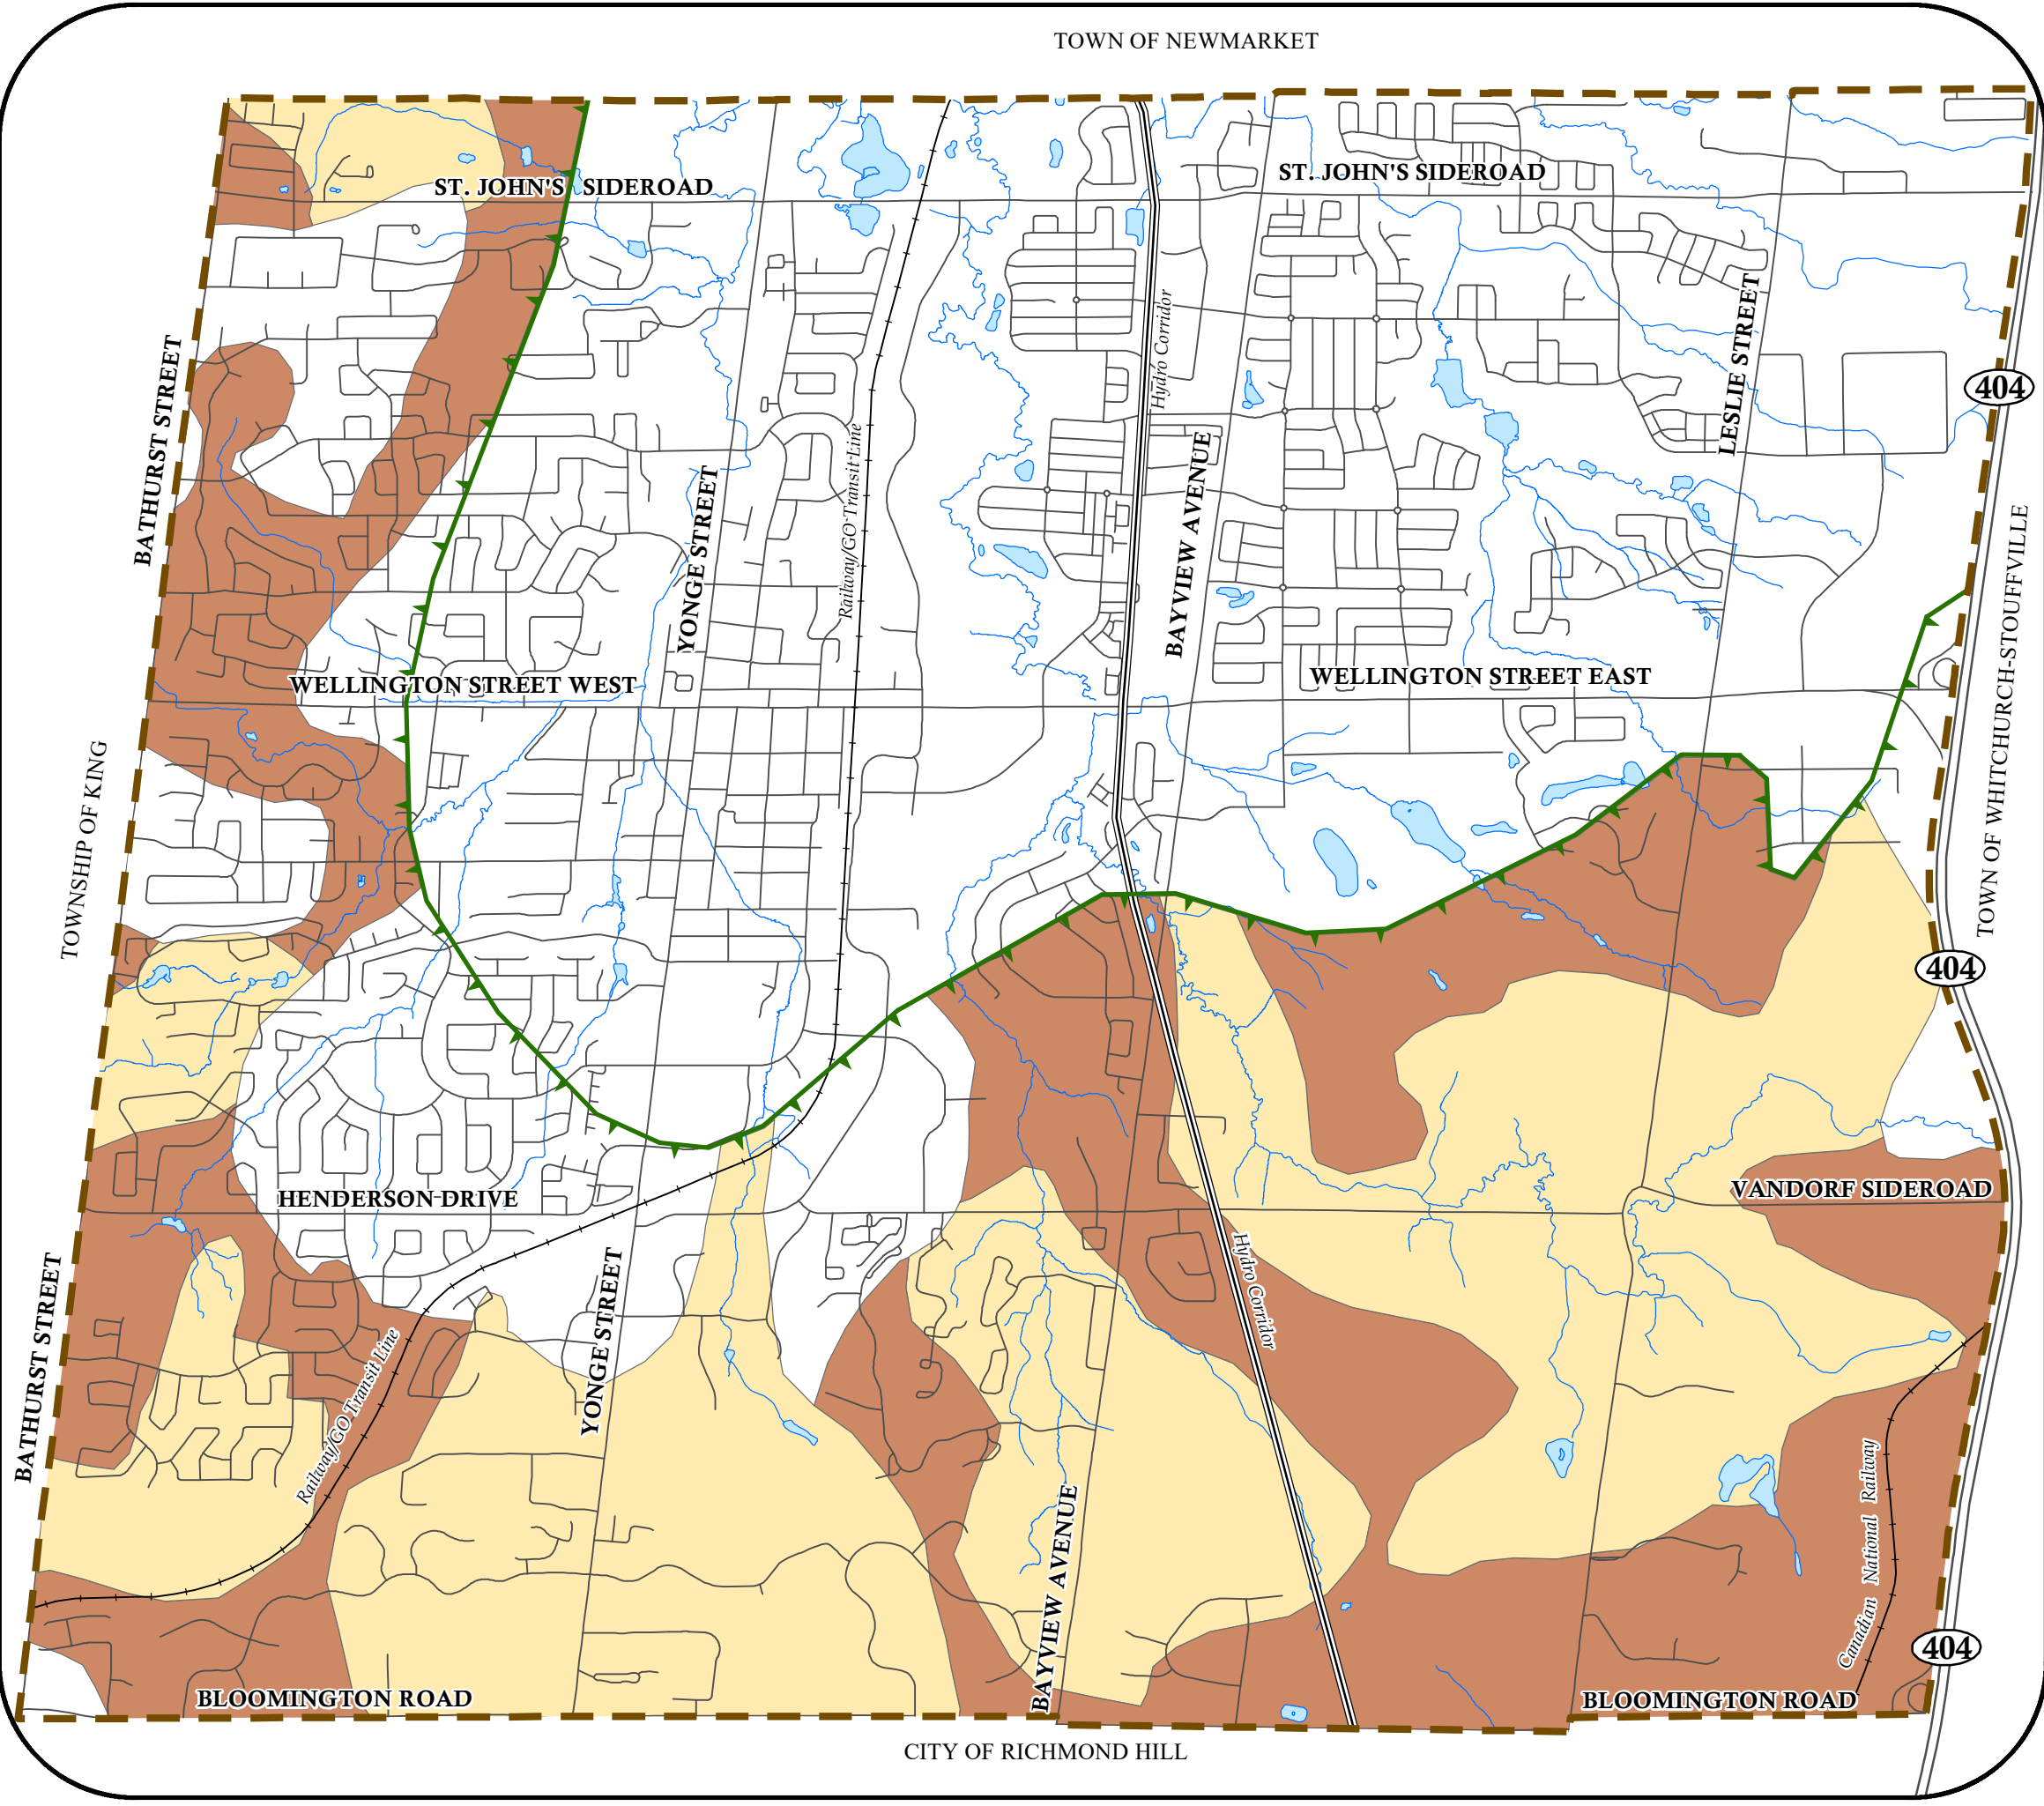 TOWN OF NEWMARKET
ST. JOHN'S SIDEROAD
ST. JOHN'S SIDEROAD
Hydro Corridor
LESLIE STREET
BATHURST STREET
404
Railway/GO Transit Line
YONGE STREET
BAYVIEW AVENUE
TOWN OF WHITCHURCH-STOUFFVILLE
WELLINGTON STREET WEST
WELLINGTON STREET EAST
TOWNSHIP OF KING
404
HENDERSON DRIVE
VANDORF SIDEROAD
Hydro Corridor
BATHURST STREET
YONGE STREET
Railway/GO Transit Line
BAYVIEW AVENUE
Canadian National Railway
404
BLOOMINGTON ROAD
BLOOMINGTON ROAD
CITY OF RICHMOND HILL